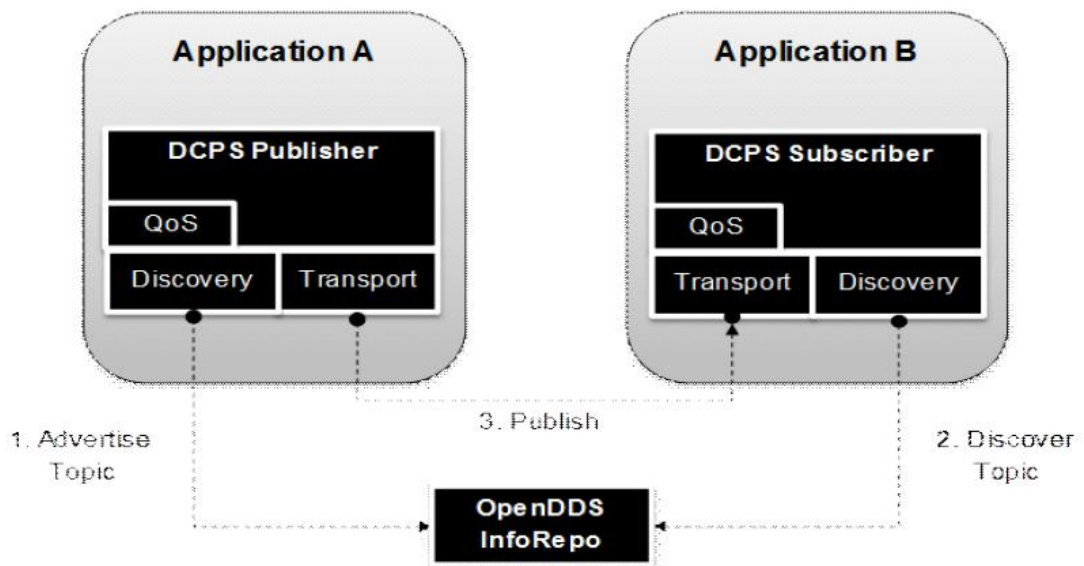 Application A
DCPS Publisher
QoS
Discovery
Transport
Application B
DCPS Subscriber
QoS
Transport
Discovery
1. Advertise
Topic
3. Publish
2. Discover
Topic
OpenDDS
InfoRepo